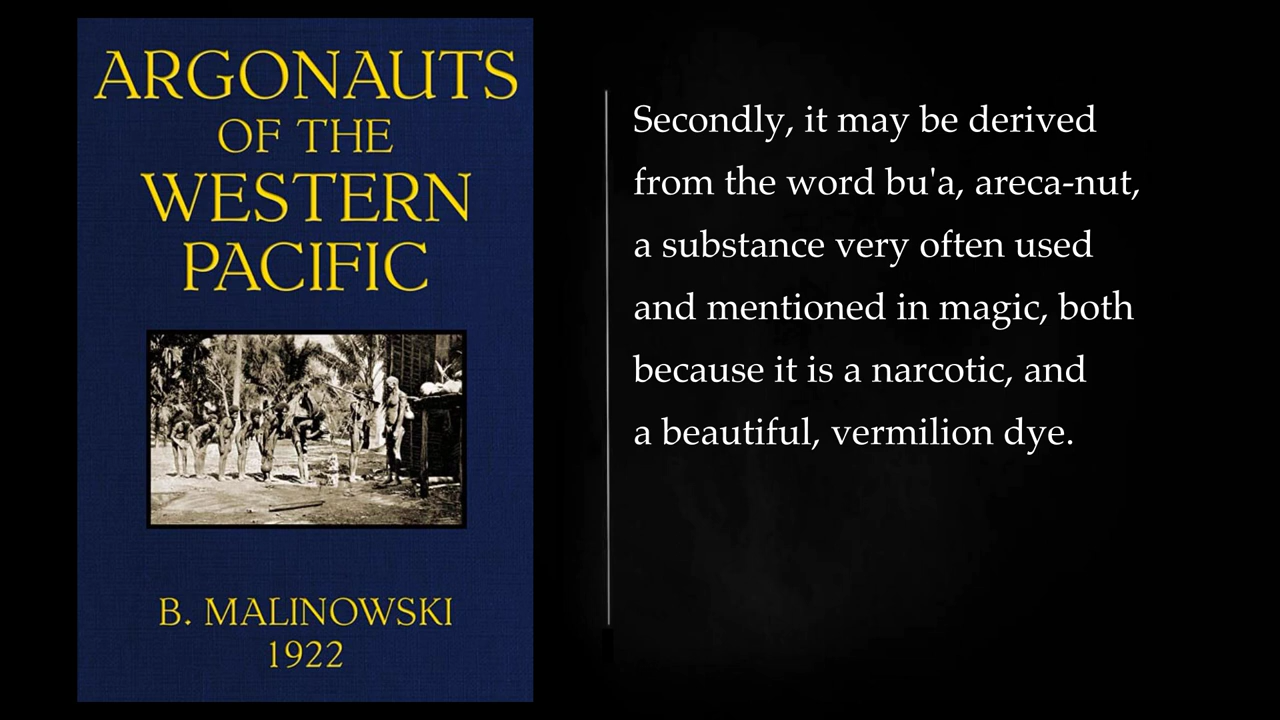 ARGONAUTS
OF THE
WESTERN
PACIFIC
B. MALINOWSKI
1922
Secondly, it may be derived
from the word bu'a, areca-nut,
a substance very often used
and mentioned in magic, both
because it is a narcotic, and
a beautiful, vermilion dye.